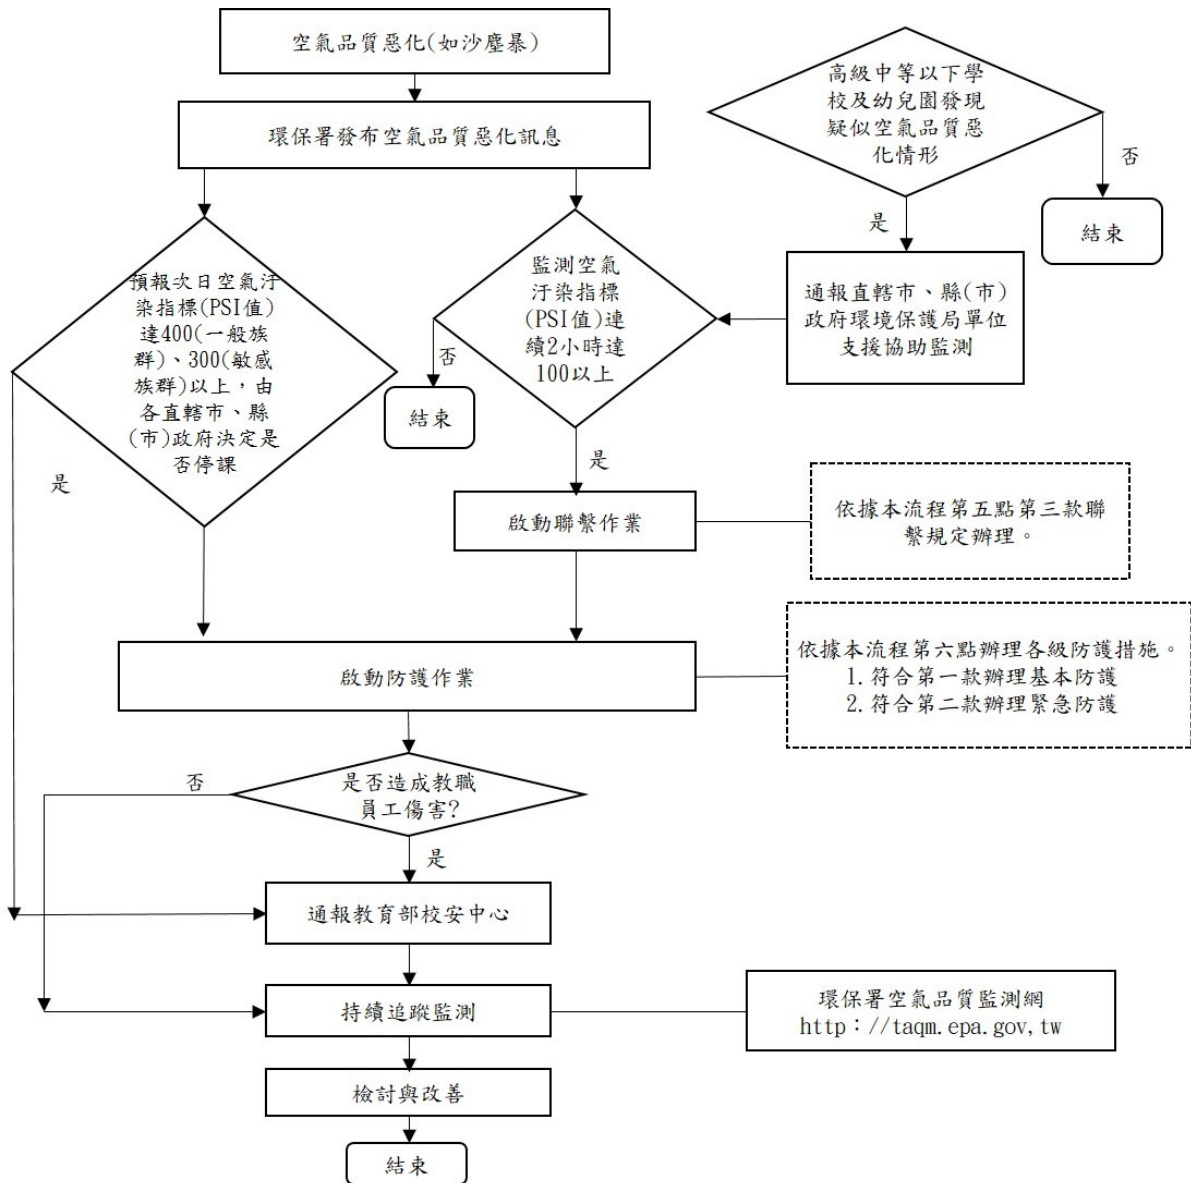 空氣品質惡化(如沙塵暴)
環保署發布空氣品質惡化訊息
高級中等以下學
校及幼兒園發現
疑似空氣品質惡
化情形
否
結束
是
通報直轄市、縣(市)
政府環境保護局單位
支援協助監測
預報次日空氣汙
染指標(PSI值)
達400(一般族
群)、300(敏感
族群)以上，由
各直轄市、縣
(市)政府決定是
否停課
是
監測空氣
汙染指標
(PSI值)連
續2小時達
100以上
否
結束
是
啟動聯繫作業
依據本流程第五點第三款聯
繫規定辦理。
啟動防護作業
依據本流程第六點辦理各級防護措施。
1.符合第一款辦理基本防護
2.符合第二款辦理緊急防護
是否造成教職
員工傷害?
否
是
通報教育部校安中心
持續追蹤監測
環保署空氣品質監測網
http：//taqm.epa.gov,tw
檢討與改善
結束